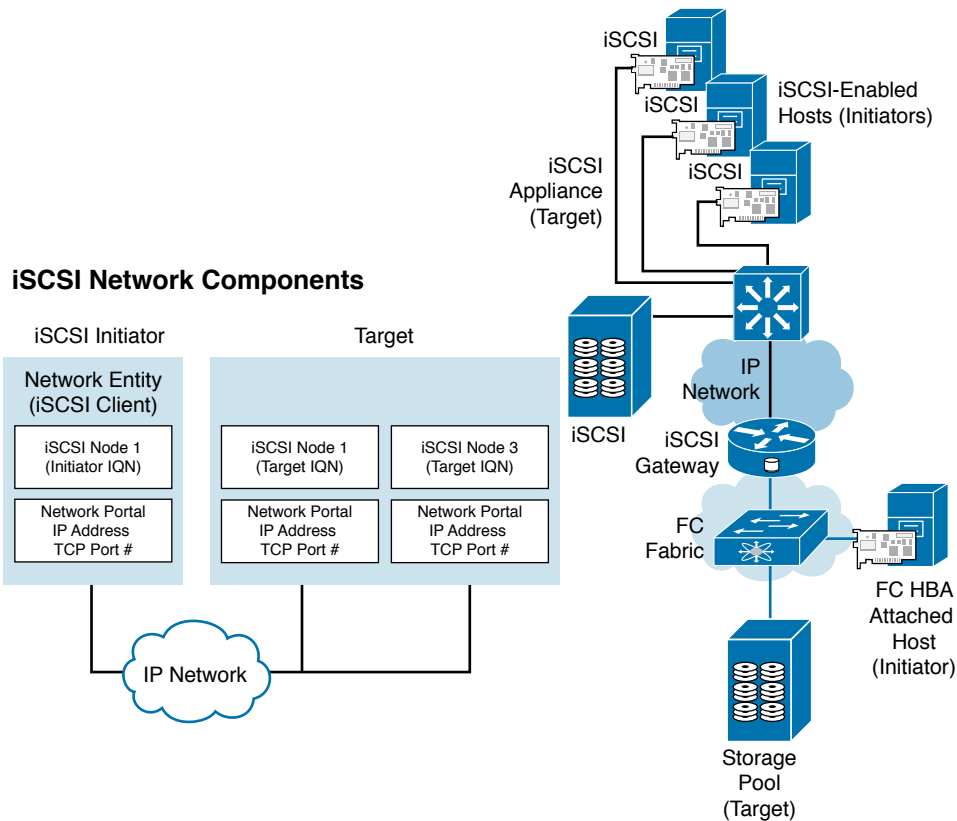 iSCSI Network Components
iSCSI Initiator
Network Entity
(iSCSI Client)
iSCSI Node 1
(Initiator IQN)
Network Portal
IP Address
TCP Port #
Target
iSCSI Node 1
(Target IQN)
Network Portal
IP Address
TCP Port #
iSCSI Node 3
(Target IQN)
Network Portal
IP Address
TCP Port #
IP Network
iSCSI
iSCSI
iSCSI
iSCSI-Enabled
Hosts (Initiators)
iSCSI
Appliance
(Target)
iSCSI
IP
Network
iSCSI
Gateway
FC
Fabric
FC HBA
Attached
Host
(Initiator)
Storage
Pool
(Target)